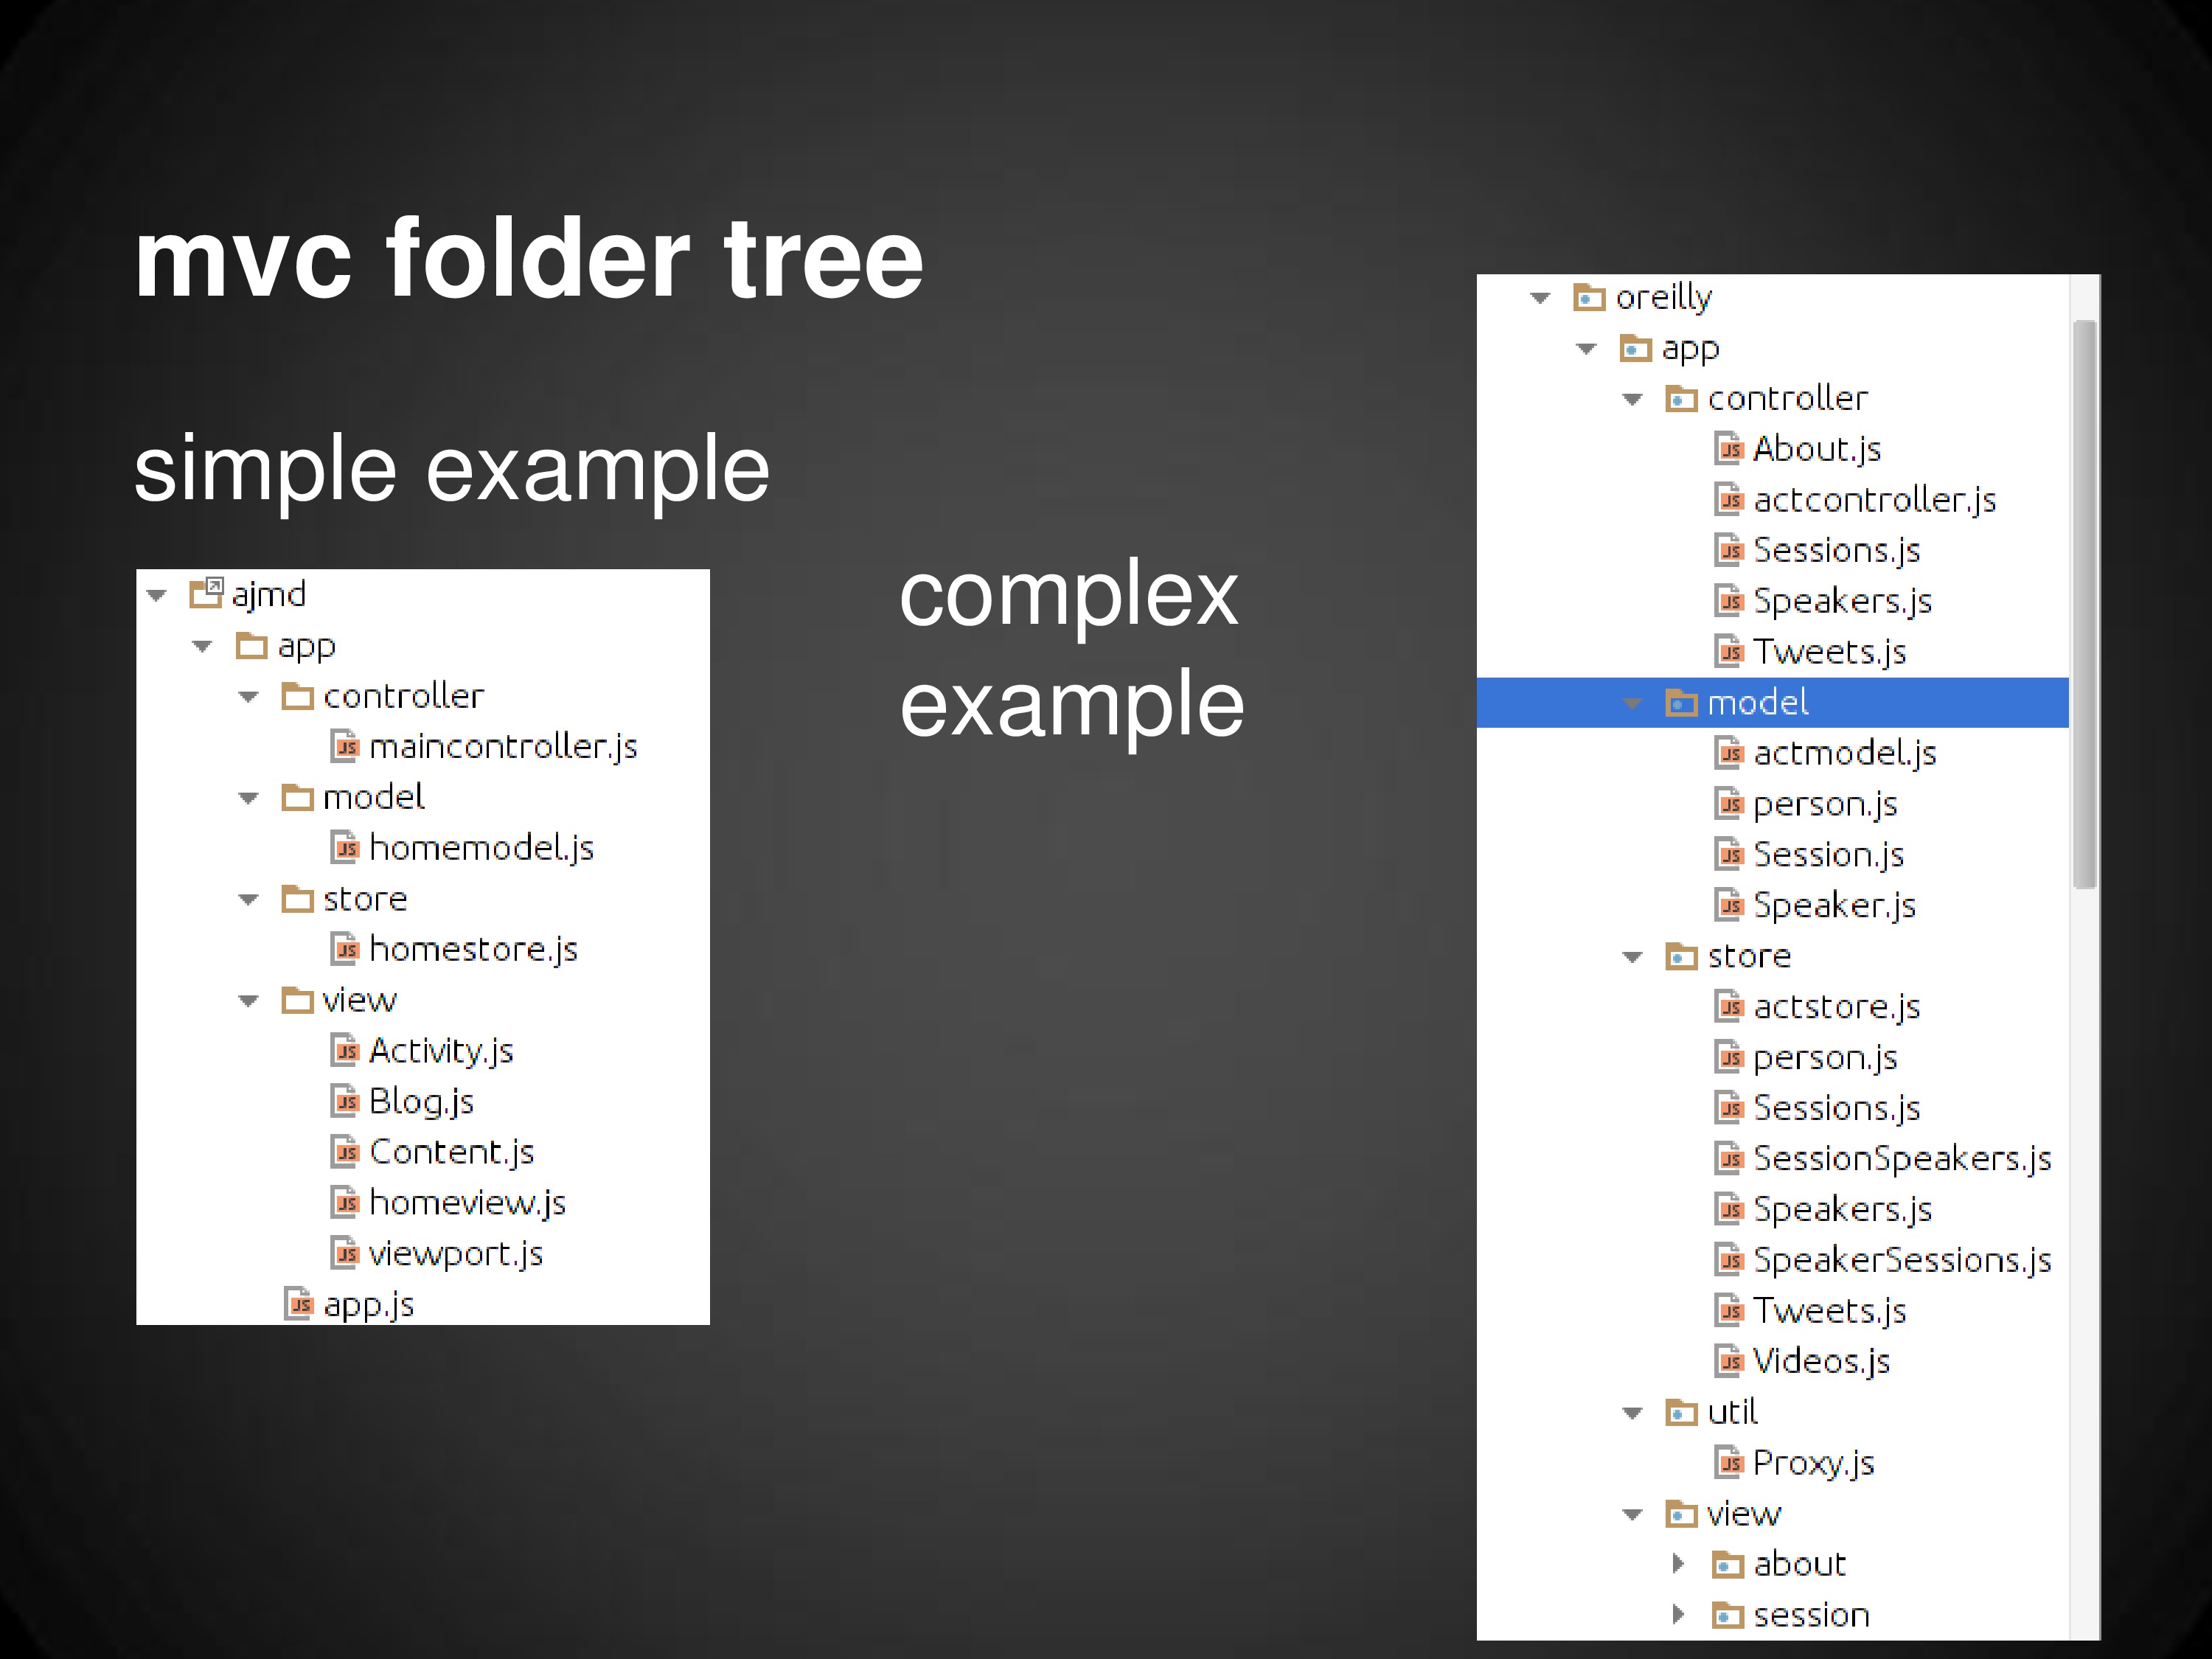 mvc folder tree
simple example
ajmd
app
controller
maincontroller.js
model
homemodel.js
store
homestore.js
view
Activity.js
Blog.js
Content.js
homeview.js
viewport.js
app.js
complex
example
oreilly
app
controller
About.js
actcontroller.js
Sessions.js
Speakers.js
Tweets.js
model
actmodel.js
person.js
Session.js
Speaker.js
store
actstore.js
person.js
Sessions.js
SessionSpeakers.js
Speakers.js
SpeakerSessions.js
Tweets.js
Videos.js
util
Proxy.js
view
about
session